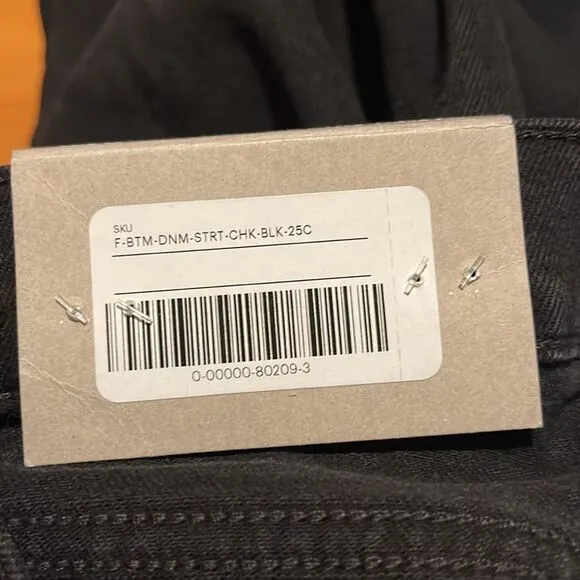 SKU
F-BTM-DNM-STRT-CHK-BLK-25C
0-00000-80209-3